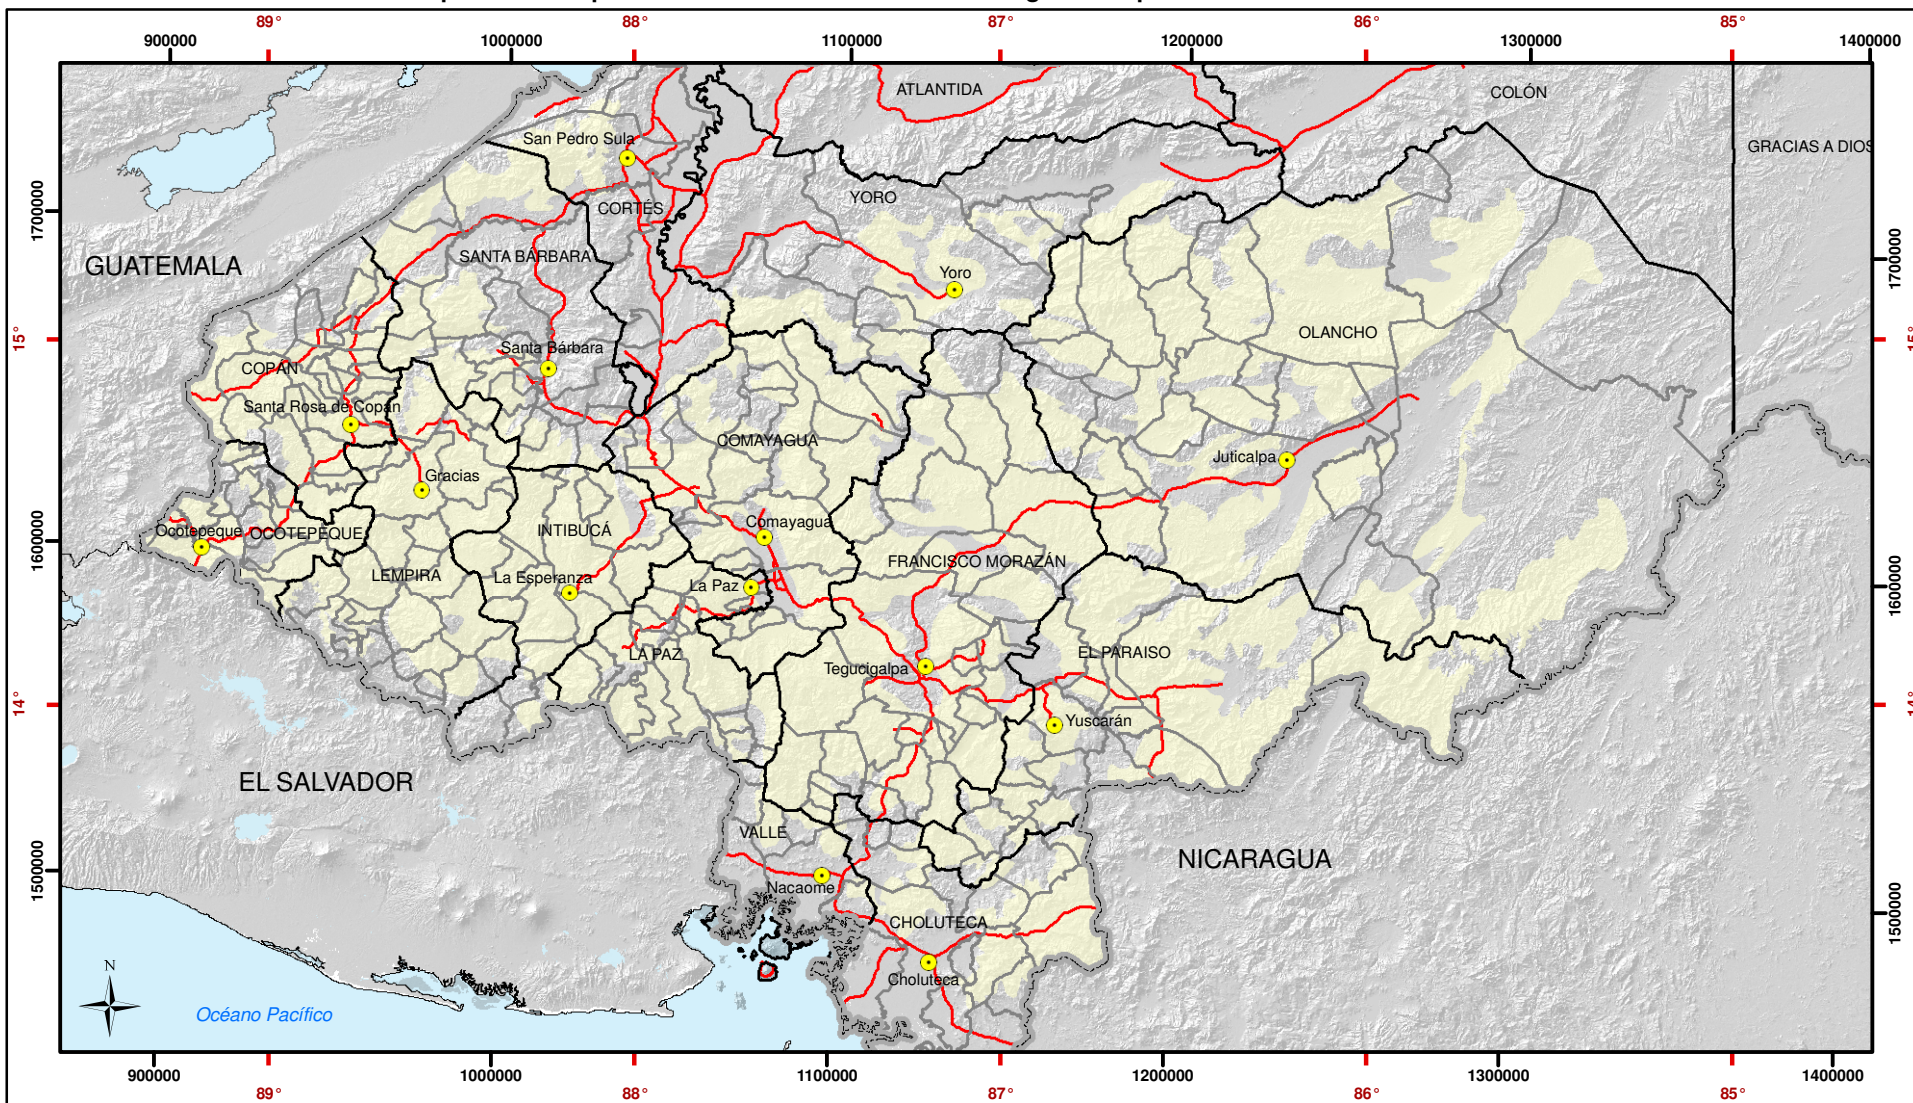 89°
88°
87°
86°
85°
900000
1000000
1100000
1200000
1300000
1400000
ATLANTIDA
COLÓN
San Pedro Sula
GRACIAS A DIOS
1700000
YORO
CORTÉS
1700000
SANTA BÁRBARA
GUATEMALA
Yoro
OLANCHO
15°
15°
Santa Bárbara
COPÁN
Santa Rosa de Copán
COMAYAGUA
Juticalpa
Gracias
Comayagua
Ocotepeque
OCOTEPEQUE
INTIBUCÁ
1600000
FRANCISCO MORAZÁN
LEMPIRA
La Esperanza
La Paz
1600000
LA PAZ
EL PARAISO
Tegucigalpa
14°
14°
Yuscarán
EL SALVADOR
VALLE
NICARAGUA
1500000
Nacaome
CHOLUTECA
1500000
Choluteca
N
Océano Pacífico
900000
1000000
1100000
1200000
1300000
1400000
89°
88°
87°
86°
85°